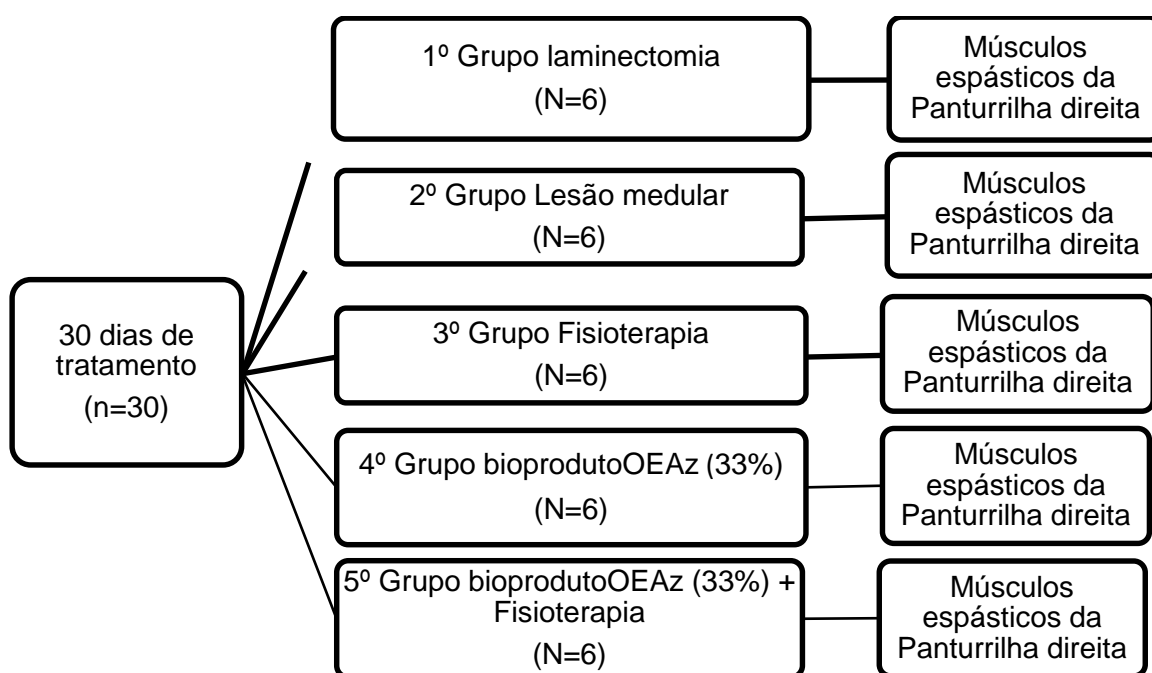 30 dias de
tratamento
(n=30)
1º Grupo laminectomia
(N=6)
Músculos
espásticos da
Panturrilha direita
2º Grupo Lesão medular
(N=6)
Músculos
espásticos da
Panturrilha direita
3º Grupo Fisioterapia
(N=6)
Músculos
espásticos da
Panturrilha direita
4º Grupo bioprodutoOEAz (33%)
(N=6)
Músculos
espásticos da
Panturrilha direita
5º Grupo bioprodutoOEAz (33%) +
Fisioterapia
(N=6)
Músculos
espásticos da
Panturrilha direita